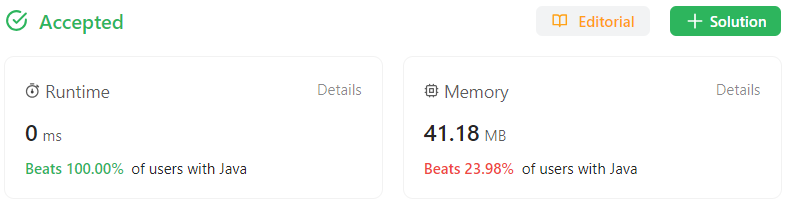 Accepted
Editorial
Solution
Runtime
Details
0 ms
Beats 100.00% of users with Java
Memory
Details
41.18 MB
Beats 23.98% of users with Java